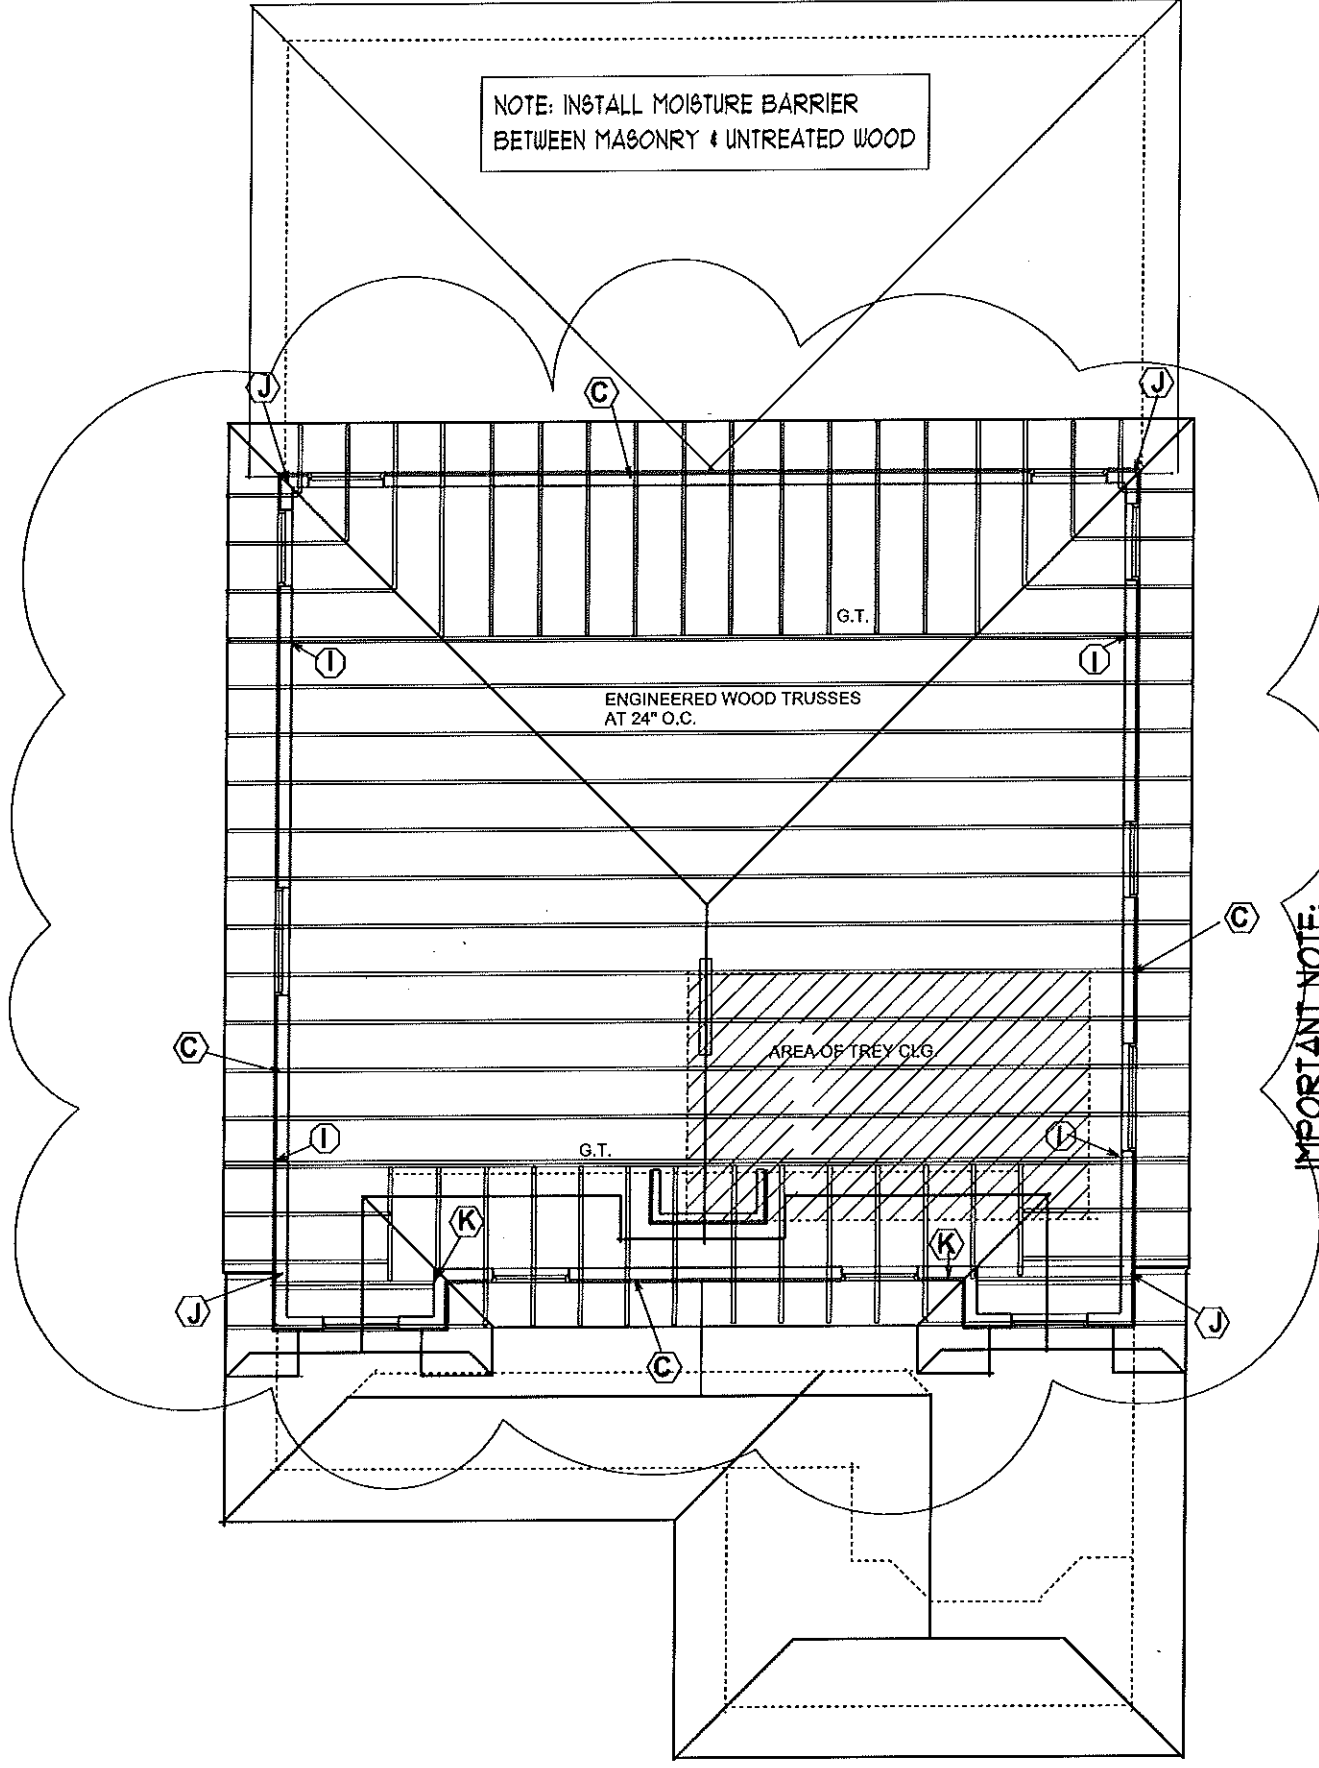 NOTE: INSTALL MOISTURE BARRIER
BETWEEN MASONRY & UNTREATED WOOD
J
C
J
G.T.
I
I
ENGINEERED WOOD TRUSSES
AT 24" O.C.
C
IMPORTANT NOTE:
C
AREA OF TREY CLG.
I
I
G.T.
K
K
J
J
C